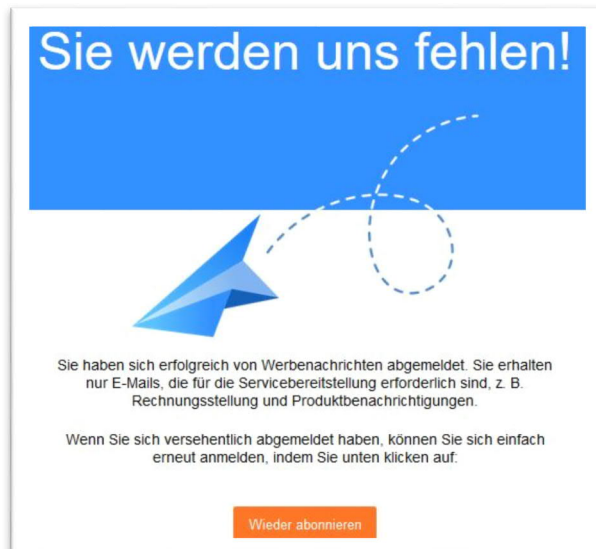 Sie werden uns fehlen!
Sie haben sich erfolgreich von Werbenachrichten abgemeldet. Sie erhalten
nur E-Mails, die für die Servicebereitstellung erforderlich sind, z. B.
Rechnungsstellung und Produktbenachrichtigungen.
Wenn Sie sich versehentlich abgemeldet haben, können Sie sich einfach
erneut anmelden, indem Sie unten klicken auf:
Wieder abonnieren